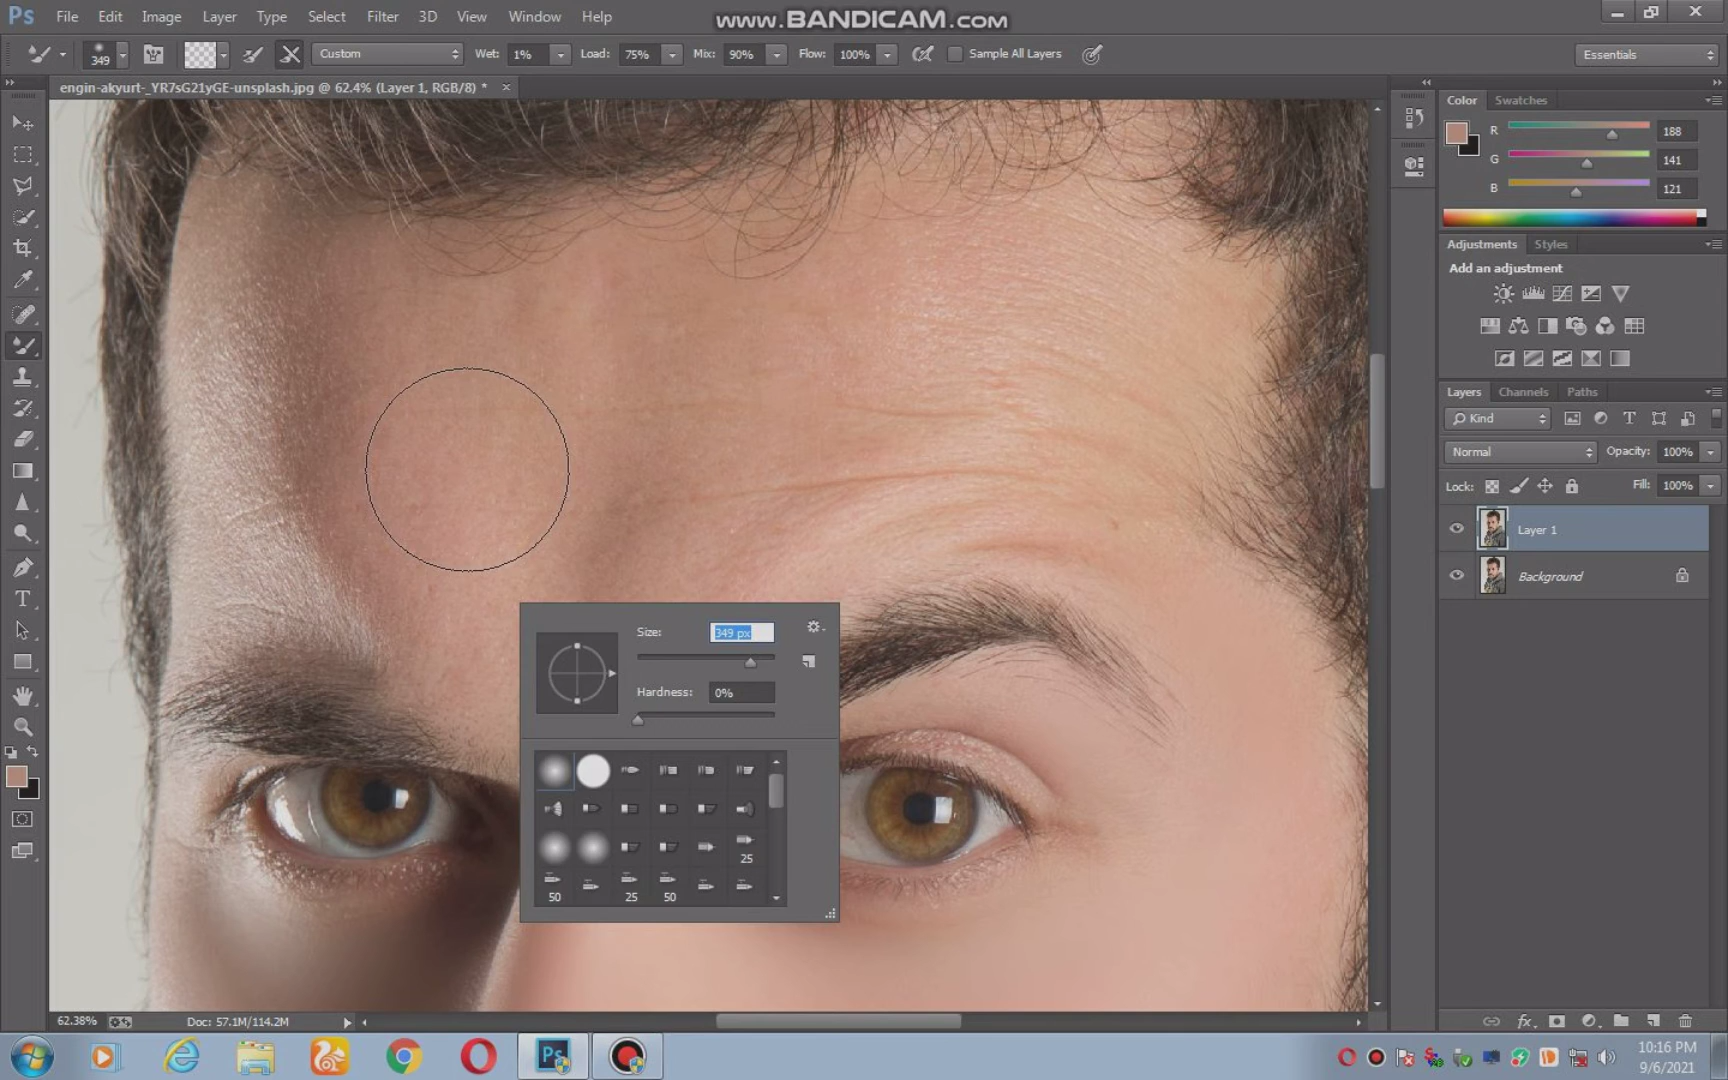 Ps File Edit Image Layer Type Select Filter 3D View Window Help
www.BANDICAM.com
349 Custom Wet: 1% Load: 75% Mix: 90% Flow: 100% Sample All Layers Essentials
engin-akyurt-_YR7sG21yGE-unsplash.jpg @ 62.4% (Layer 1, RGB/8) *
Color Swatches
R 188
G 141
B 121
Adjustments Styles
Add an adjustment
Layers Channels Paths
Kind
Normal Opacity: 100%
Lock: Fill: 100%
Layer 1
Background
Size: 349 px
Hardness: 0%
25
50 25 50
62.38% Doc: 57.1M/114.2M
Ps
10:16 PM
9/6/2021